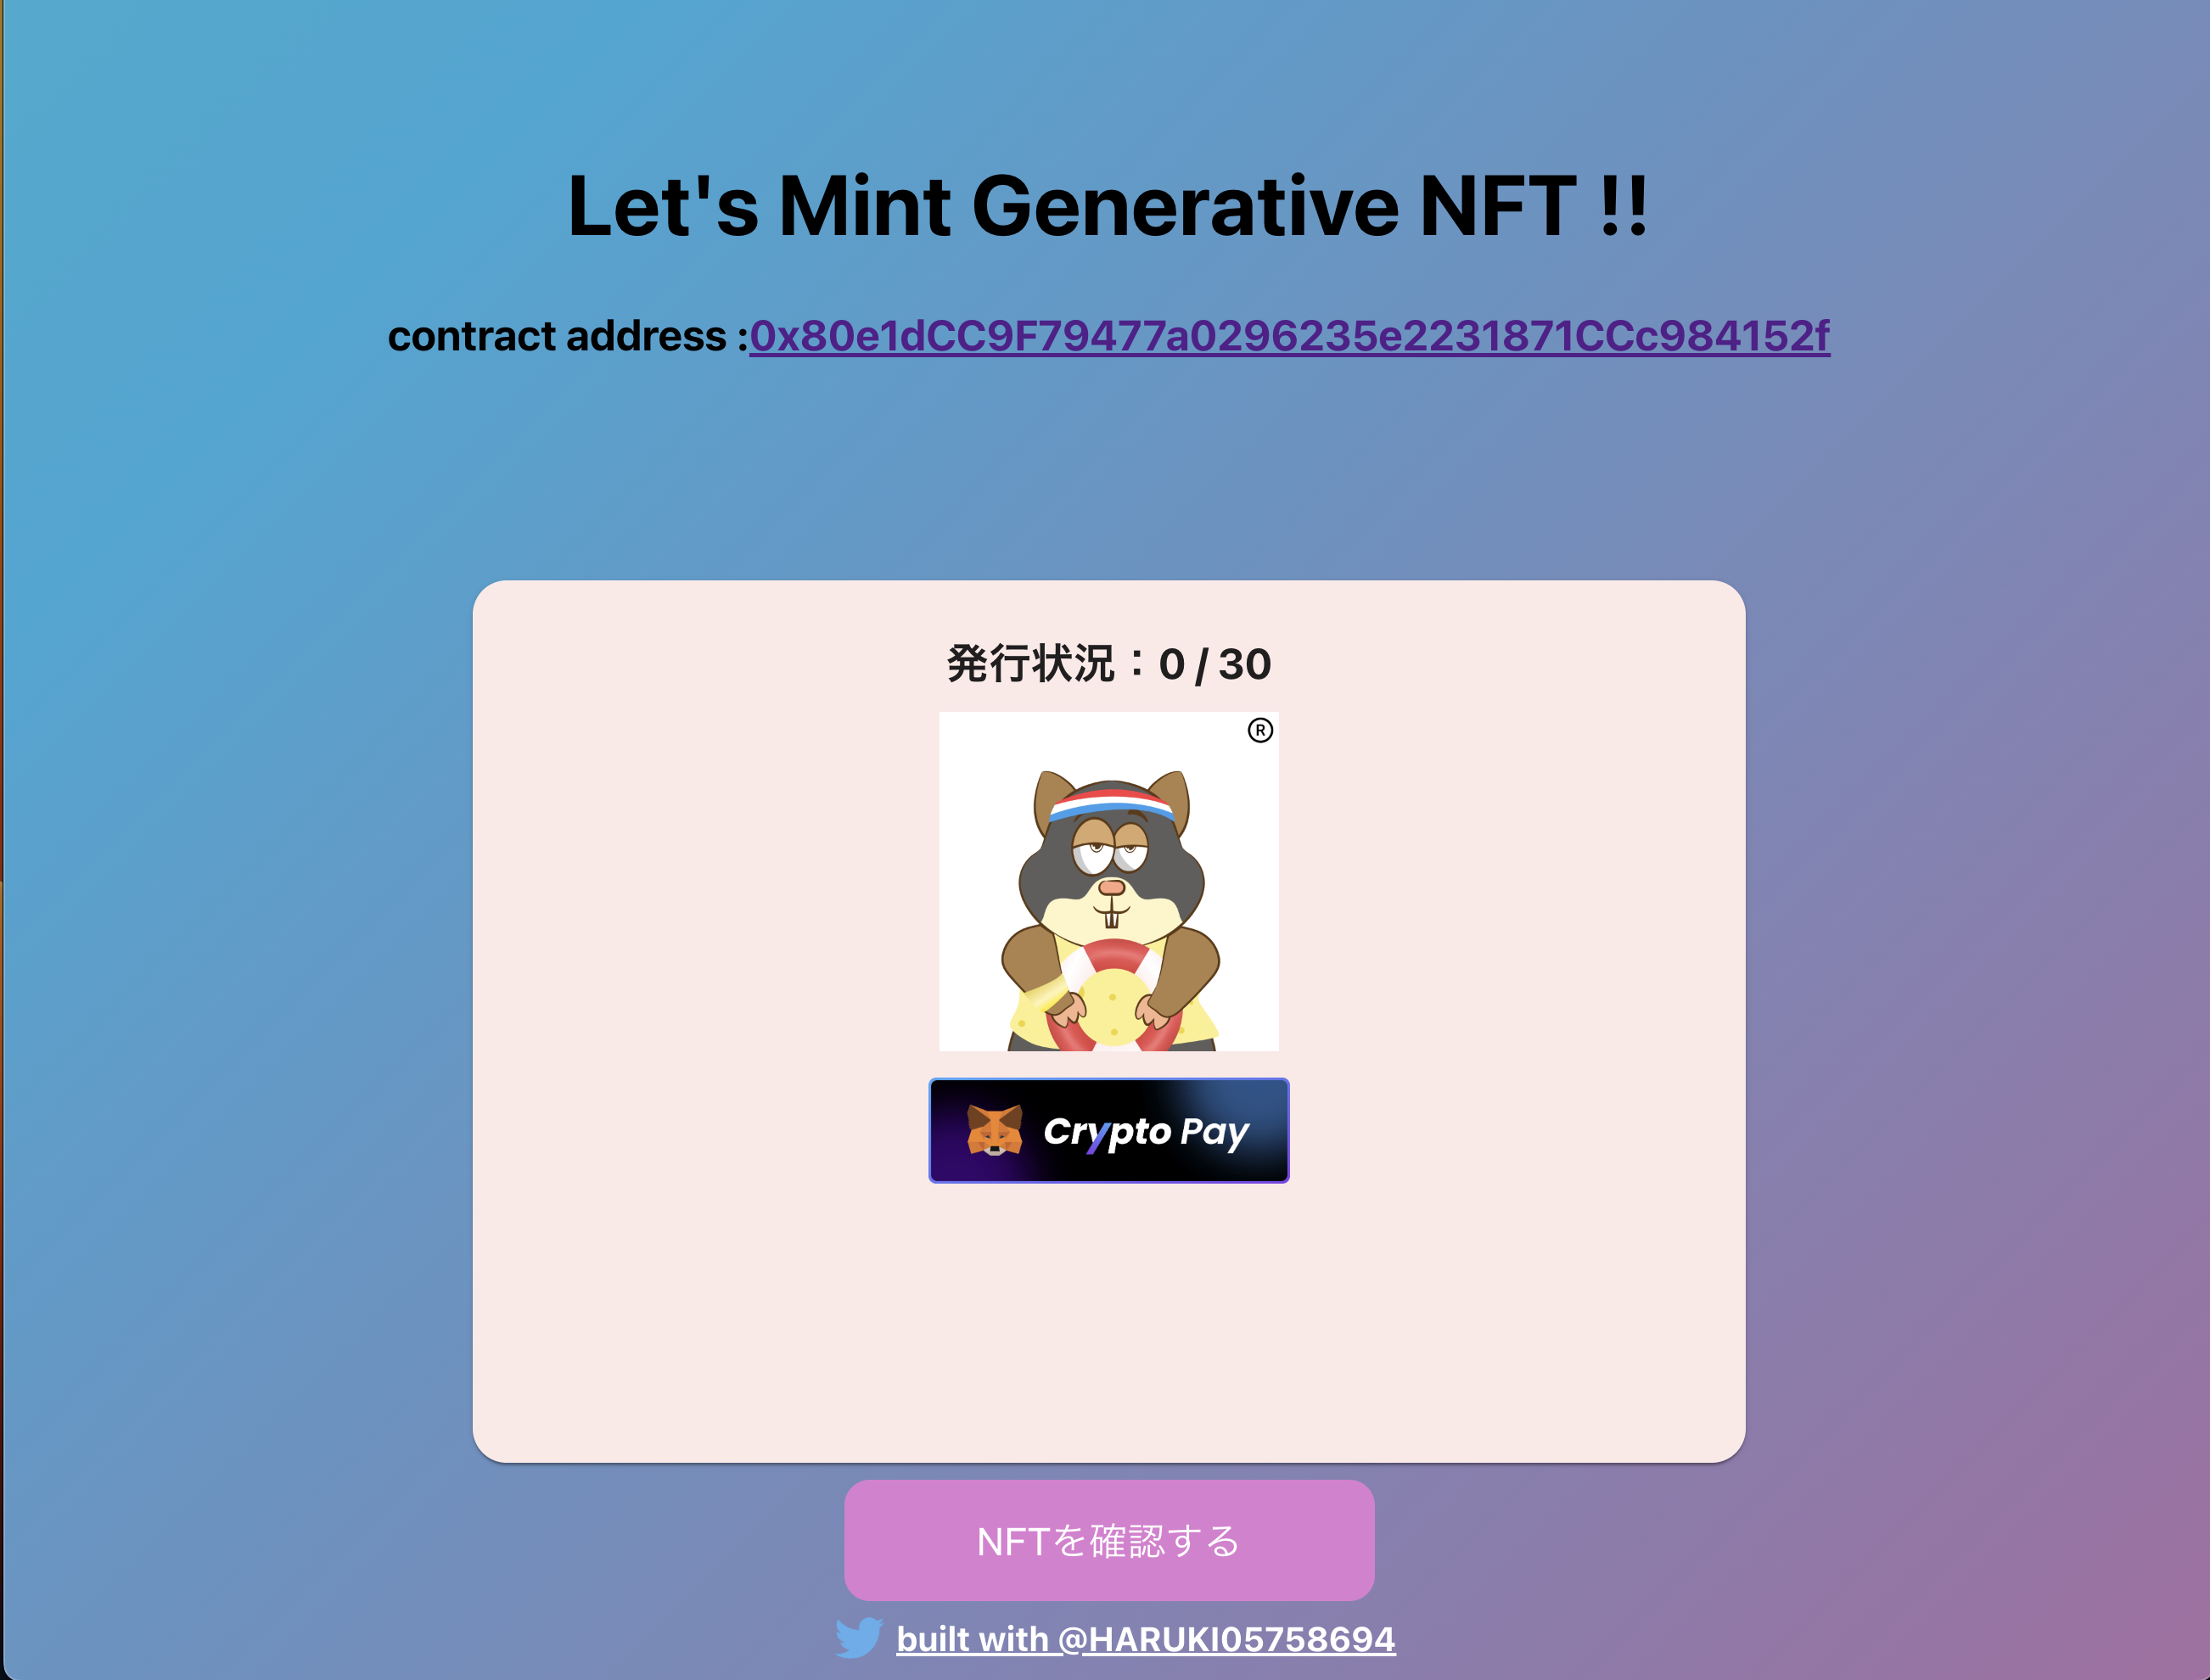 Let's Mint Generative NFT !!
contract address :0x80e1dCC9F79477a0296235e2231871CCc984152f
発行状況：0 / 30
®
Crypto Pay
NFTを確認する
built with @HARUKI05758694